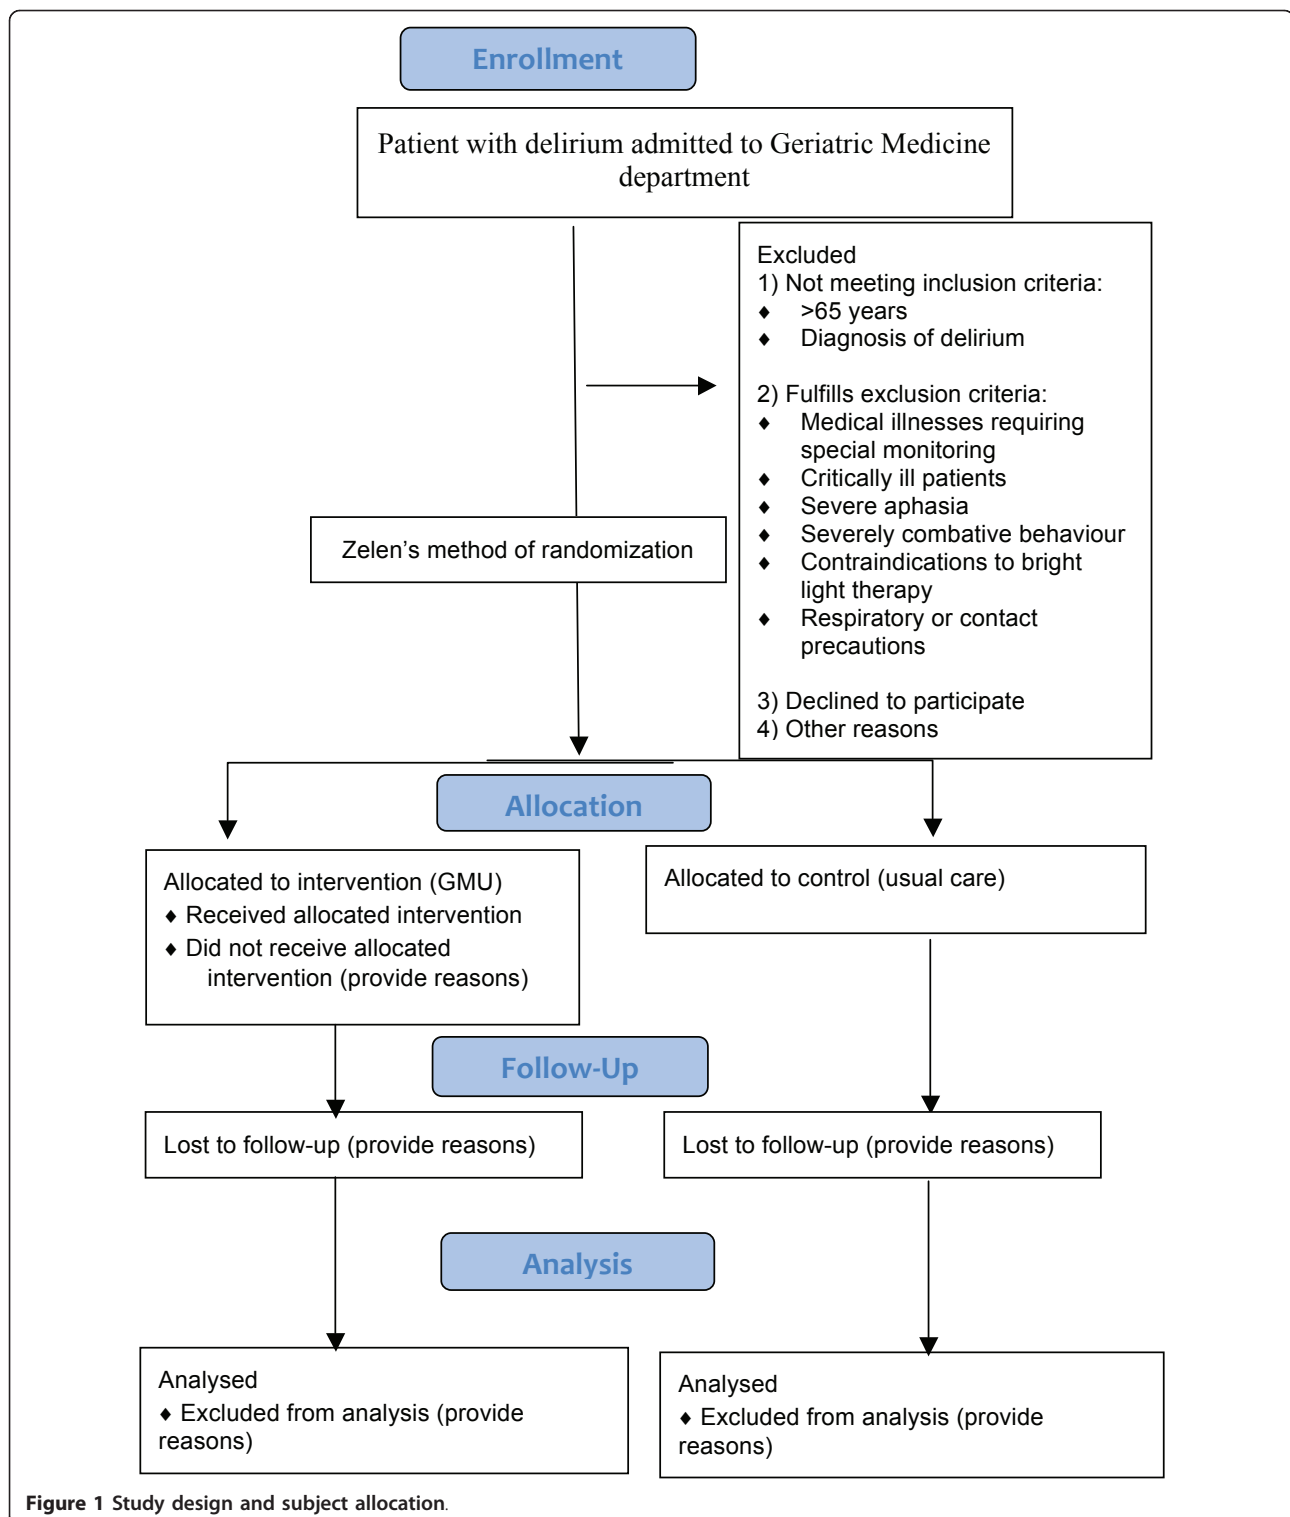 Enrollment
Patient with delirium admitted to Geriatric Medicine
department
Excluded
1) Not meeting inclusion criteria:
♦ >65 years
♦ Diagnosis of delirium
2) Fulfills exclusion criteria:
♦ Medical illnesses requiring
special monitoring
♦ Critically ill patients
♦ Severe aphasia
♦ Severely combative behaviour
♦ Contraindications to bright
light therapy
♦ Respiratory or contact
precautions
3) Declined to participate
4) Other reasons
Zelen's method of randomization
Allocation
Allocated to intervention (GMU)
♦ Received allocated intervention
♦ Did not receive allocated
intervention (provide reasons)
Allocated to control (usual care)
Follow-Up
Lost to follow-up (provide reasons)
Lost to follow-up (provide reasons)
Analysis
Analysed
♦ Excluded from analysis (provide
reasons)
Analysed
♦ Excluded from analysis (provide
reasons)
Figure 1 Study design and subject allocation.